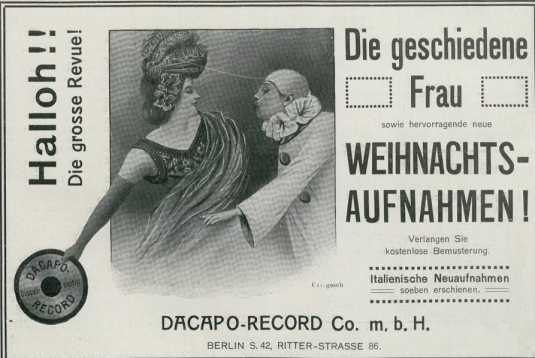 Halloh!!
Die grosse Revue!
Die geschiedene
Frau
sowie hervorragende neue
WEIHNACHTS-
AUFNAHMEN!
Verlangen Sie
kostenlose Bemusterung.
Italienische Neuaufnahmen
soeben erschienen.
DACAPO-
RECORD
DACAPO-RECORD Co. m. b. H.
BERLIN S. 42, RITTER-STRASSE 86.